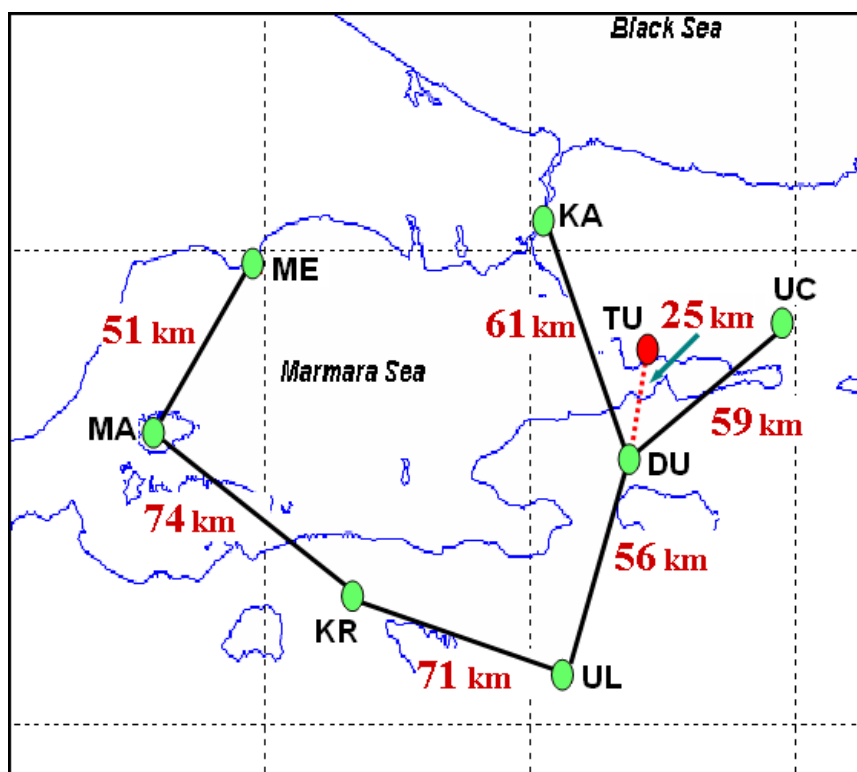 Black Sea
KA
ME
UC
TU
25 km
51 km
61 km
Marmara Sea
59 km
MA
DU
74 km
56 km
KR
71 km
UL